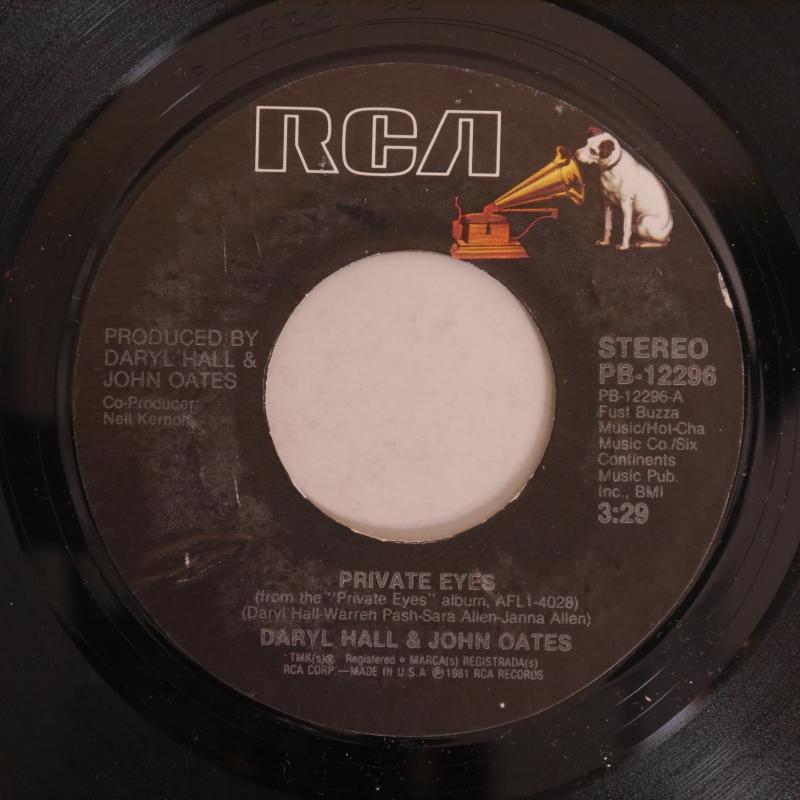 RCA
PRODUCED BY
DARYL HALL &
JOHN OATES
Co-Producer:
Neil Kernon
STEREO
PB-12296
PB-12296-A
Fust Buzza
Music/Hot-Cha
Music Co./Six
Continents
Music Pub.
Inc., BMI
3:29
PRIVATE EYES
(from the "Private Eyes" album, AFL1-4028)
(Daryl Hall-Warren Pash-Sara Allen-Janna Allen)
DARYL HALL & JOHN OATES
TMK(s)® Registered • MARCA(s) REGISTRADA(s)
RCA CORP.—MADE IN U.S.A ℗1981 RCA RECORDS